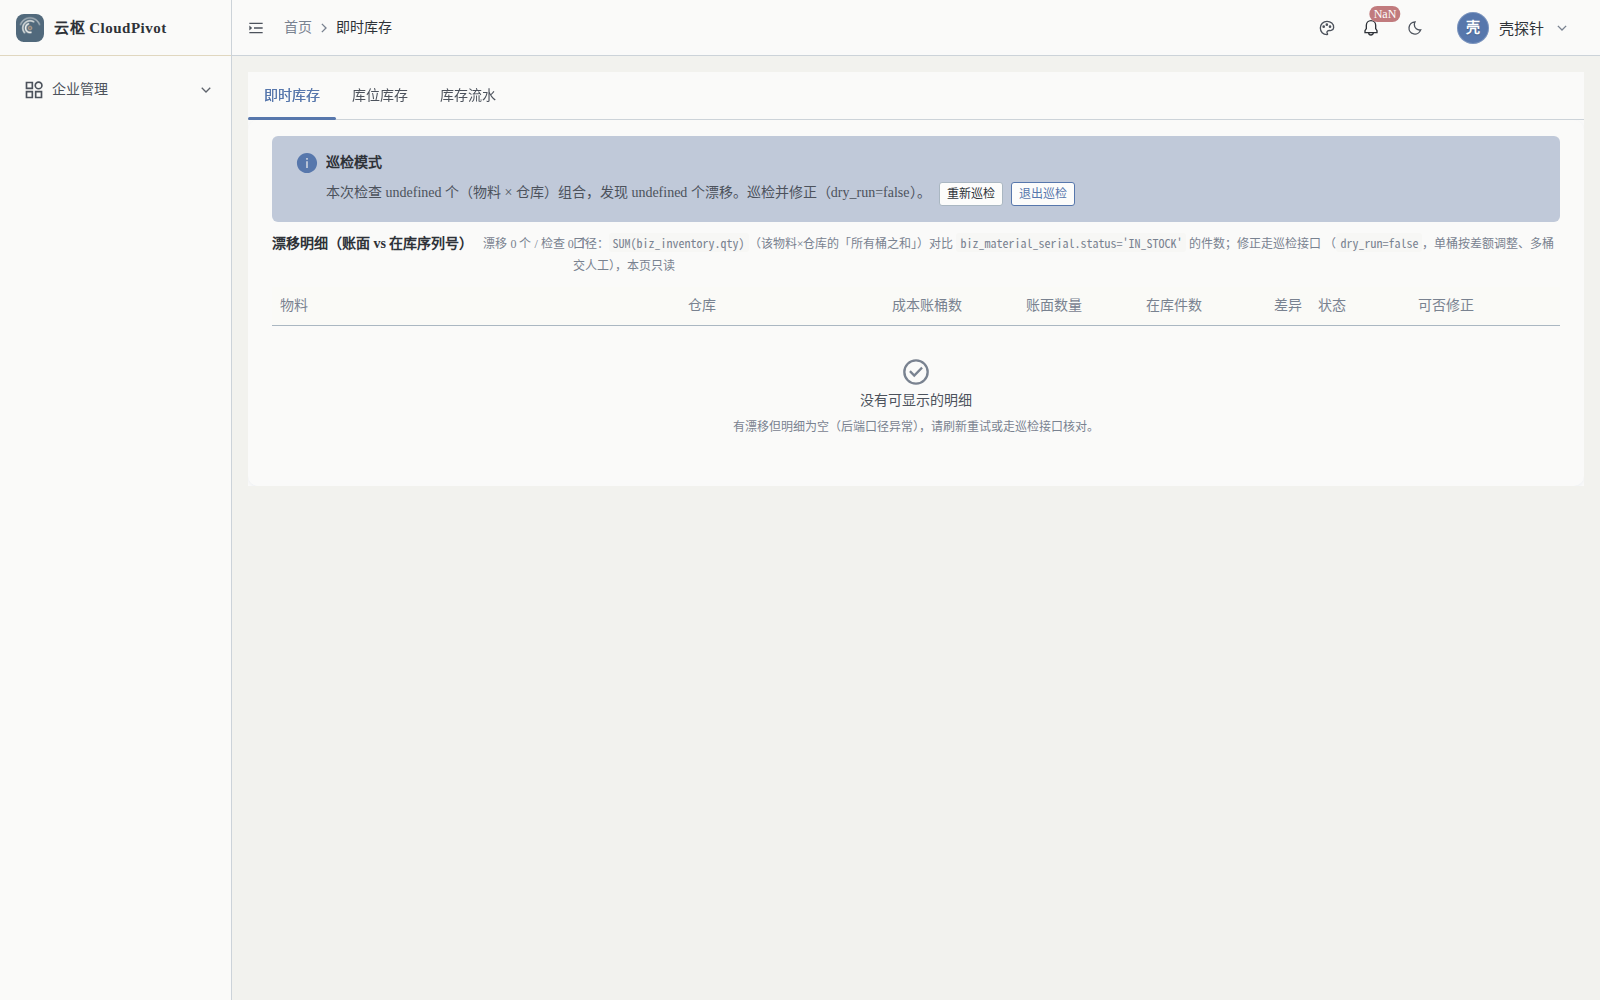 云枢 CloudPivot
首页 > 即时库存
NaN
壳 壳探针
企业管理
即时库存 库位库存 库存流水
巡检模式
本次检查 undefined 个（物料 × 仓库）组合，发现 undefined 个漂移。巡检并修正（dry_run=false）。 重新巡检 退出巡检
漂移明细（账面 vs 在库序列号） 漂移 0 个 / 检查 0 个
口径： SUM(biz_inventory.qty) （该物料×仓库的「所有桶之和」）对比 biz_material_serial.status='IN_STOCK' 的件数；修正走巡检接口 （ dry_run=false ，单桶按差额调整、多桶
交人工），本页只读
物料 仓库 成本账桶数 账面数量 在库件数 差异 状态 可否修正
没有可显示的明细
有漂移但明细为空（后端口径异常），请刷新重试或走巡检接口核对。